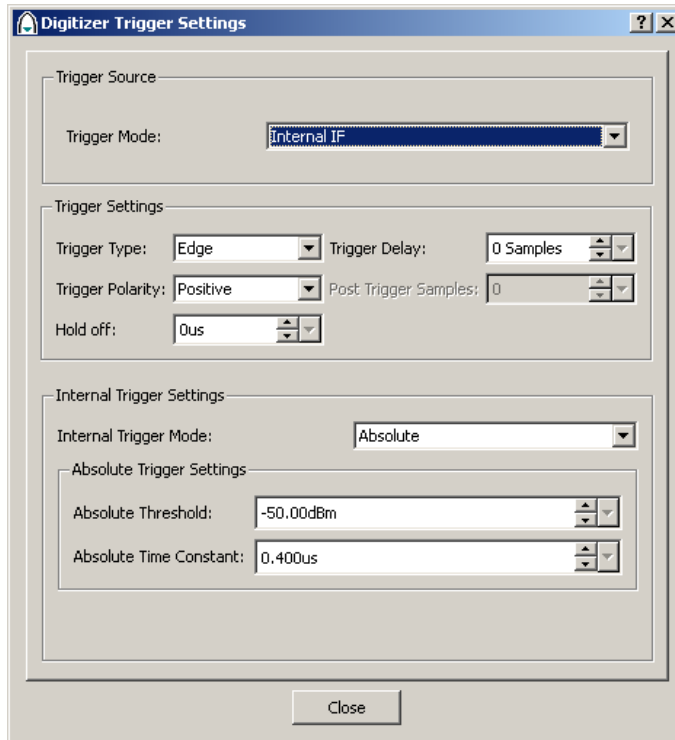 Digitizer Trigger Settings
Trigger Source
Trigger Mode: Internal IF
Trigger Settings
Trigger Type: Edge Trigger Delay: 0 Samples
Trigger Polarity: Positive Post Trigger Samples: 0
Hold off: 0us
Internal Trigger Settings
Internal Trigger Mode: Absolute
Absolute Trigger Settings
Absolute Threshold: -50.00dBm
Absolute Time Constant: 0.400us
Close